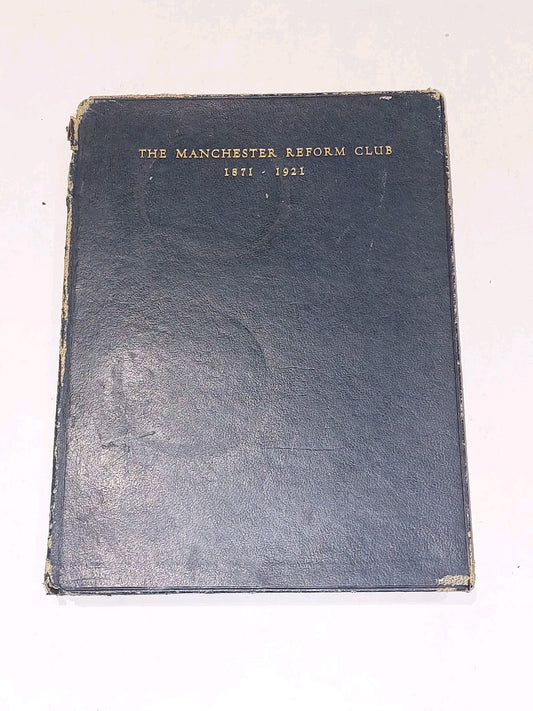 THE MANCHESTER REFORM CLUB
1871 - 1921